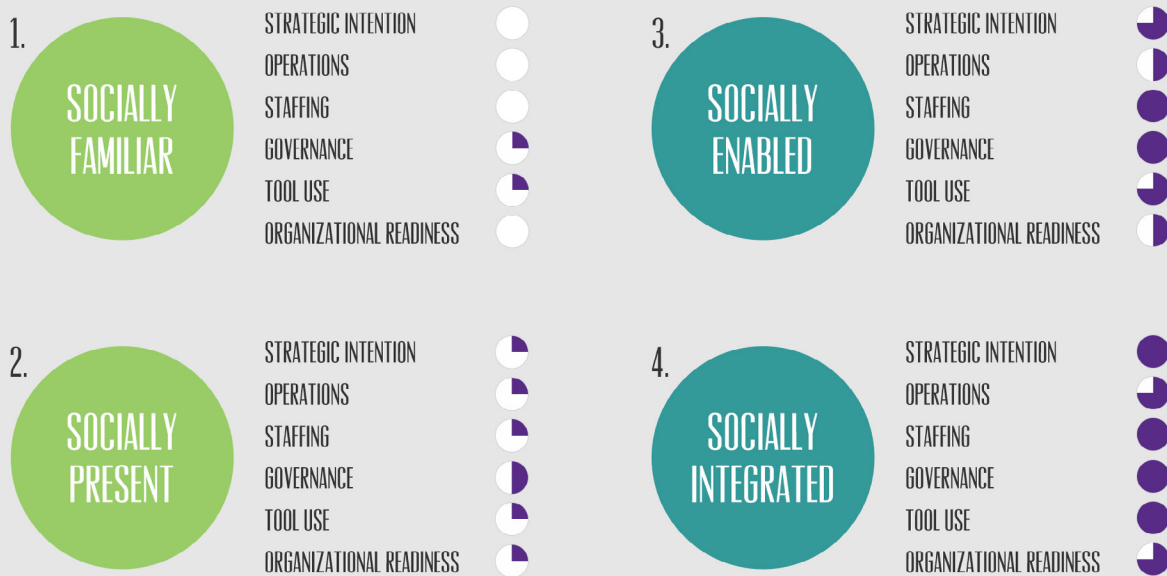 1.
SOCIALLY
FAMILIAR
STRATEGIC INTENTION
OPERATIONS
STAFFING
GOVERNANCE
TOOL USE
ORGANIZATIONAL READINESS
2.
SOCIALLY
PRESENT
STRATEGIC INTENTION
OPERATIONS
STAFFING
GOVERNANCE
TOOL USE
ORGANIZATIONAL READINESS
3.
SOCIALLY
ENABLED
STRATEGIC INTENTION
OPERATIONS
STAFFING
GOVERNANCE
TOOL USE
ORGANIZATIONAL READINESS
4.
SOCIALLY
INTEGRATED
STRATEGIC INTENTION
OPERATIONS
STAFFING
GOVERNANCE
TOOL USE
ORGANIZATIONAL READINESS